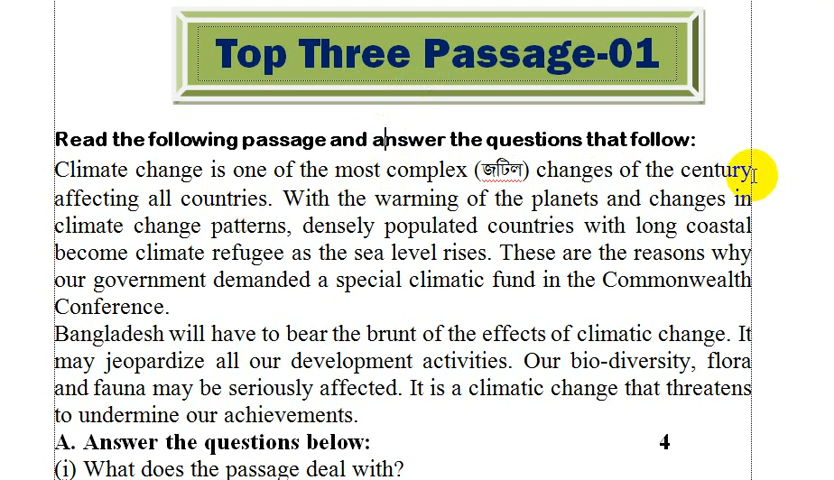 Top Three Passage-01
Read the following passage and answer the questions that follow:
Climate change is one of the most complex (জটিল) changes of the century
affecting all countries. With the warming of the planets and changes in
climate change patterns, densely populated countries with long coastal
become climate refugee as the sea level rises. These are the reasons why
our government demanded a special climatic fund in the Commonwealth
Conference.
Bangladesh will have to bear the brunt of the effects of climatic change. It
may jeopardize all our development activities. Our bio-diversity, flora
and fauna may be seriously affected. It is a climatic change that threatens
to undermine our achievements.
A. Answer the questions below: 4
(i) What does the passage deal with?